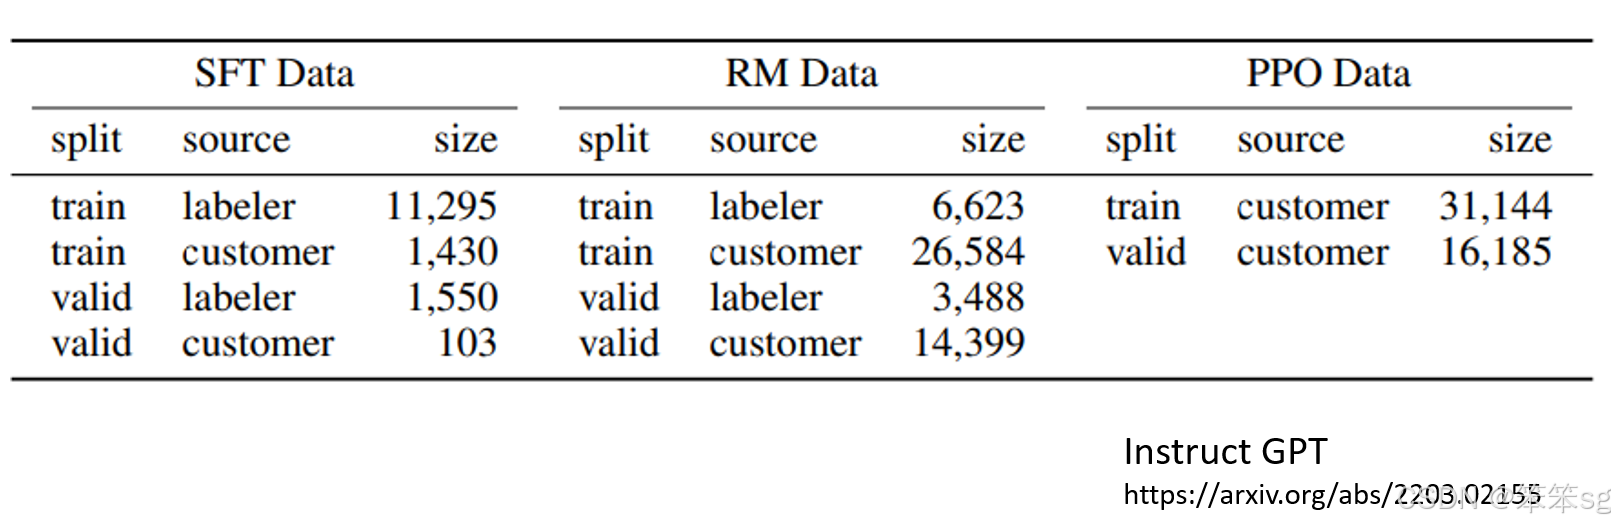 SFT Data RM Data PPO Data
split source size split source size split source size
train labeler 11,295 train labeler 6,623 train customer 31,144
train customer 1,430 train customer 26,584 valid customer 16,185
valid labeler 1,550 valid labeler 3,488
valid customer 103 valid customer 14,399
Instruct GPT
https://arxiv.org/abs/2203.02155
CSDN @笨笨sg